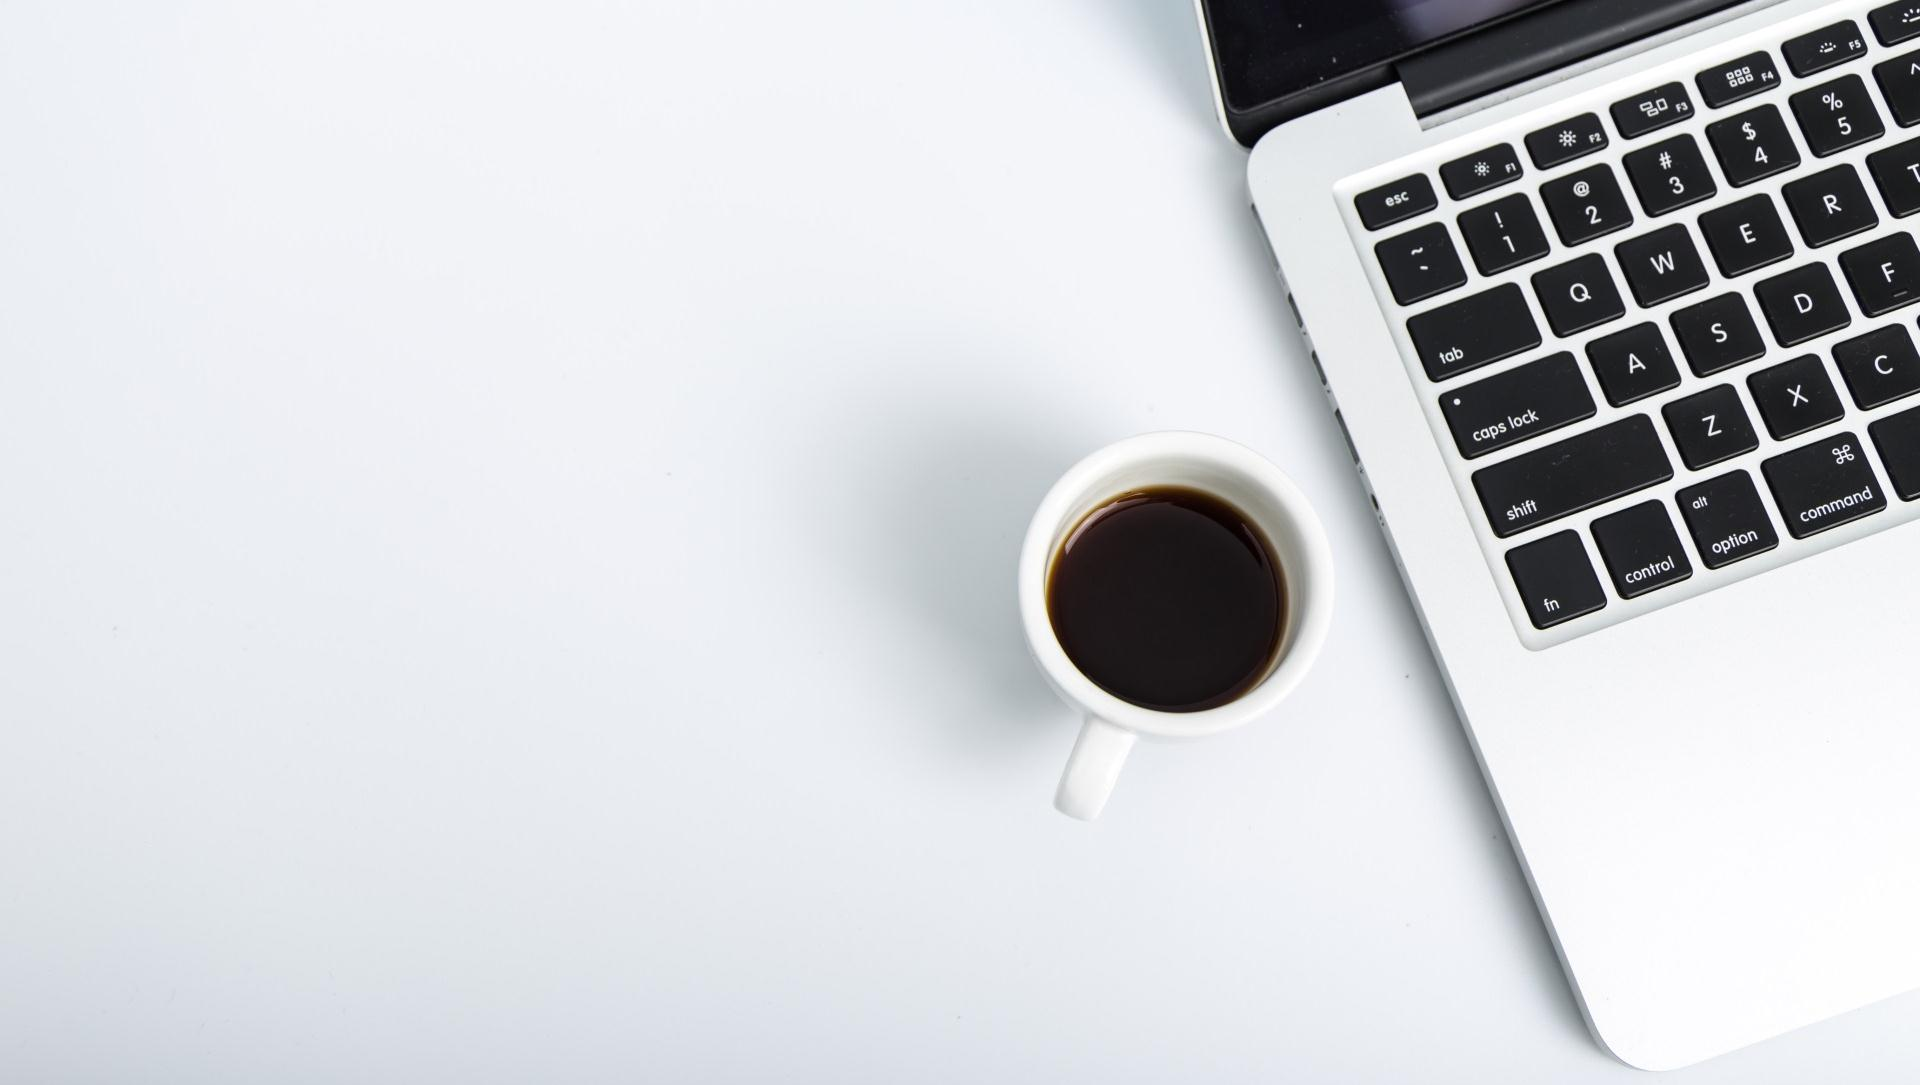 esc F1 F2 F3 F4 F5
~ ` ! 1 @ 2 # 3 $ 4 % 5 ^
tab Q W E R T
caps lock A S D F
shift Z X C
fn control alt option ⌘ command